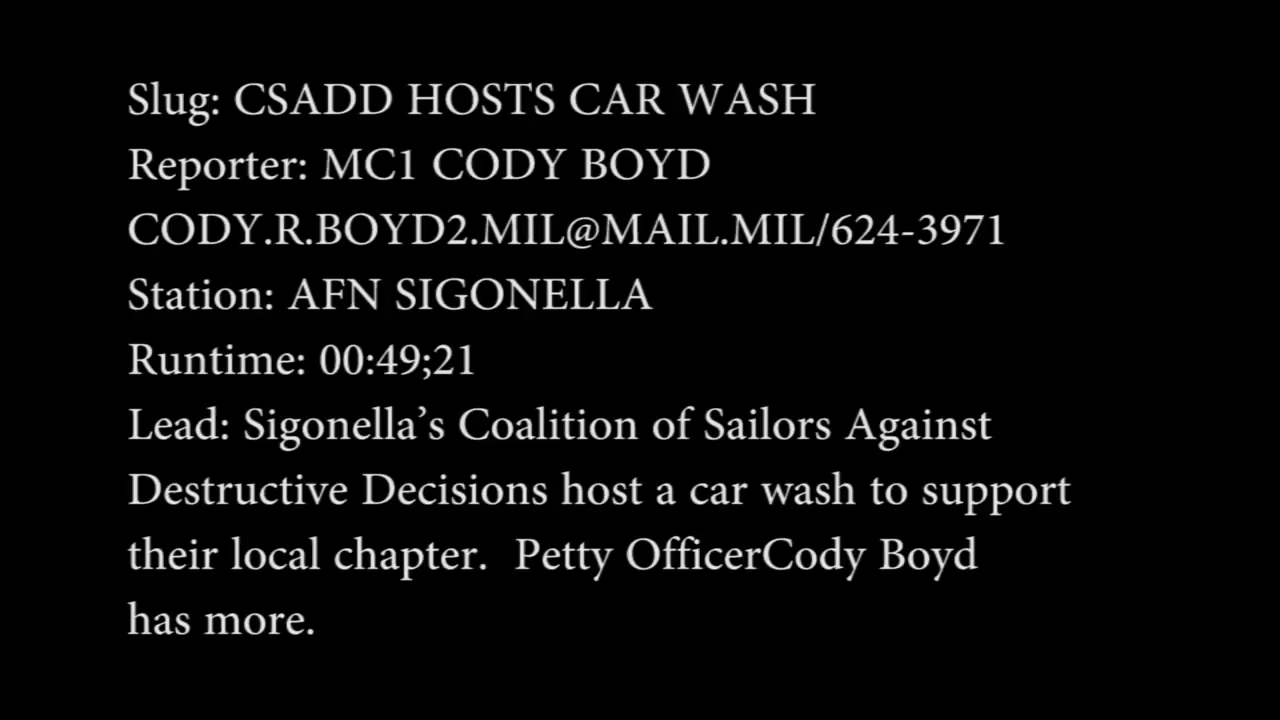 Slug: CSADD HOSTS CAR WASH
Reporter: MC1 CODY BOYD
CODY.R.BOYD2.MIL@MAIL.MIL/624-3971
Station: AFN SIGONELLA
Runtime: 00:49;21
Lead: Sigonella’s Coalition of Sailors Against
Destructive Decisions host a car wash to support
their local chapter.  Petty OfficerCody Boyd
has more.